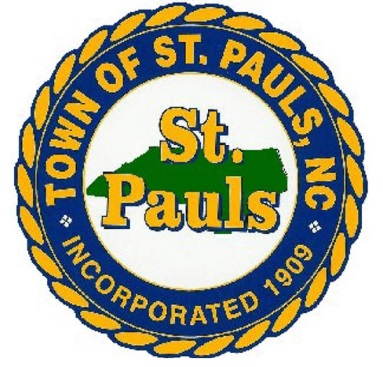 TOWN OF ST. PAULS, NC
St.
Pauls
INCORPORATED 1909